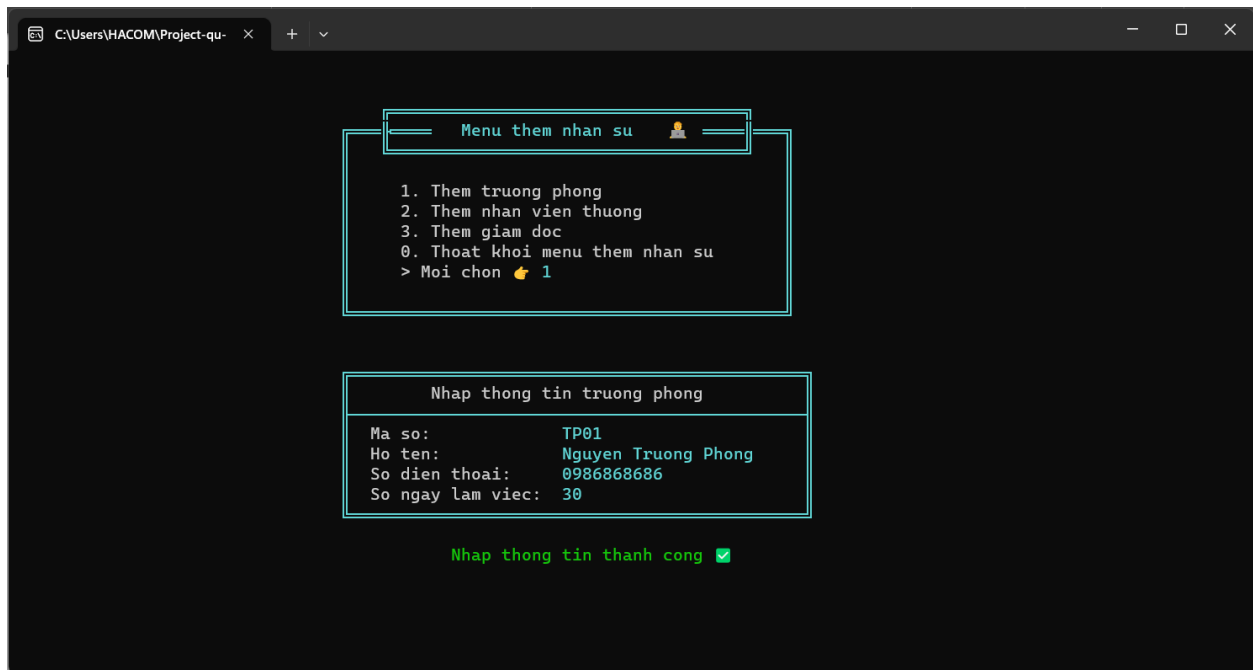 C:\Users\HACOM\Project-qu-
Menu them nhan su
1. Them truong phong
2. Them nhan vien thuong
3. Them giam doc
0. Thoat khoi menu them nhan su
> Moi chon 👉 1
Nhap thong tin truong phong
Ma so: TP01
Ho ten: Nguyen Truong Phong
So dien thoai: 0986868686
So ngay lam viec: 30
Nhap thong tin thanh cong ✅